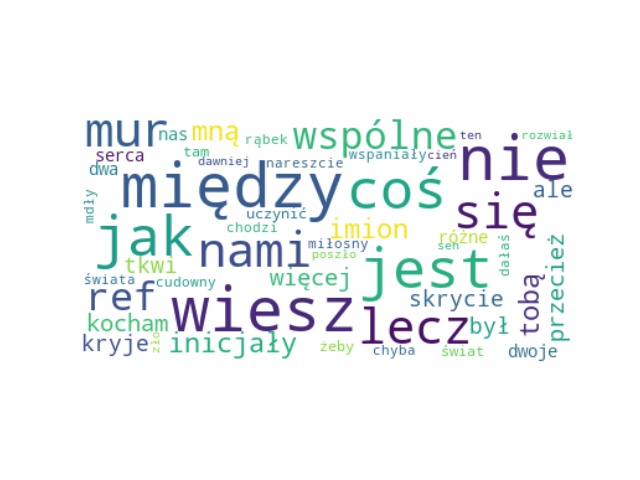 mur nas mną rąbek wspólne ten rozwiał
serca tam dawniej nareszcie wspaniały cień nie
dwa między coś się ale
mdły uczynić
jak chodzi imion różne
nami miłosny sen dałaś
tkwi poszło jest przecież
świata cudowny więcej
ref wiesz skrycie tobą
kocham lecz był
kryje zło inicjały żeby chyba świat dwoje